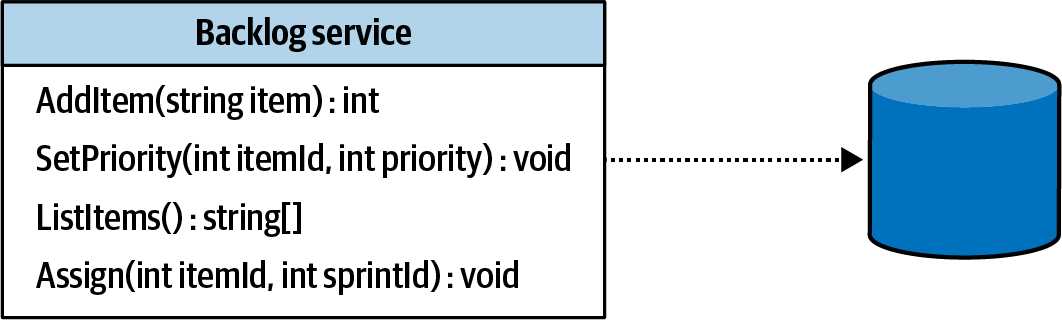 Backlog service
AddItem(string item) : int
SetPriority(int itemId, int priority) : void
ListItems() : string[]
Assign(int itemId, int sprintId) : void